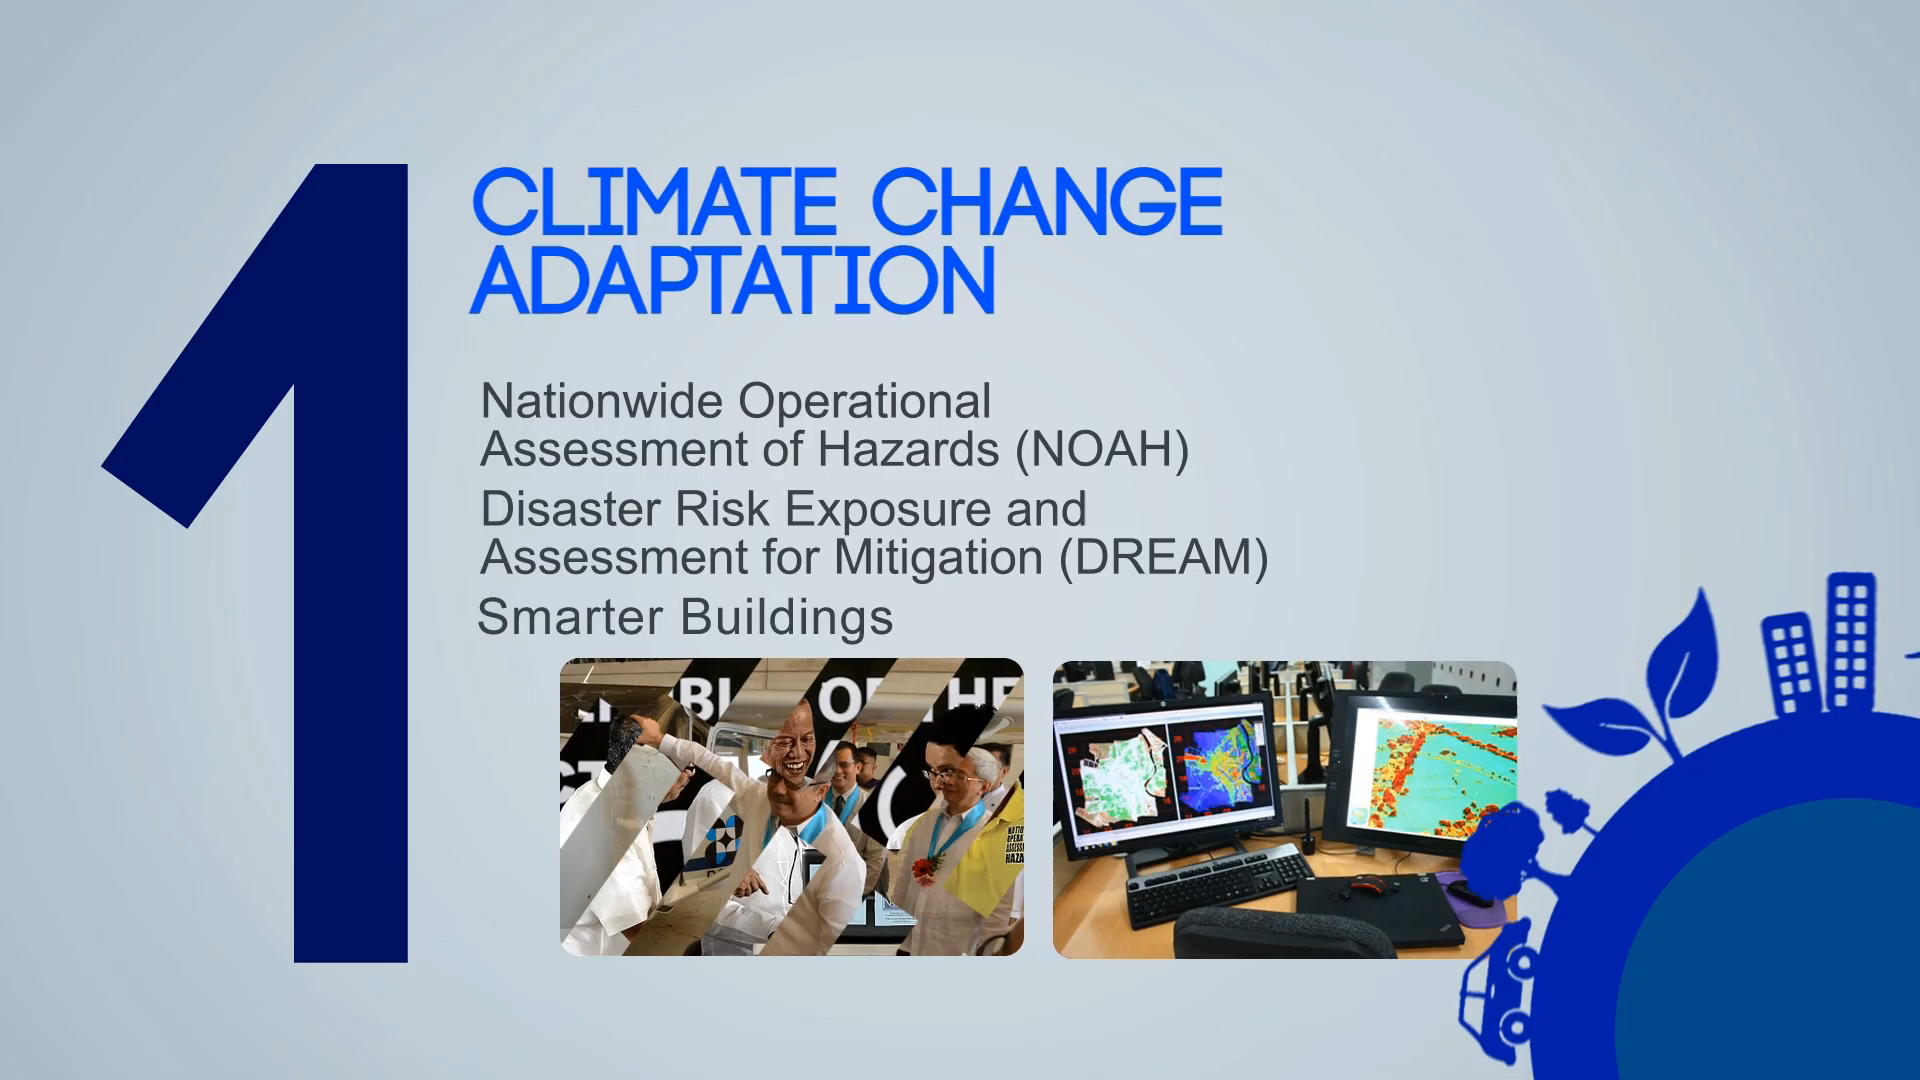 1
CLIMATE CHANGE
ADAPTATION
Nationwide Operational
Assessment of Hazards (NOAH)
Disaster Risk Exposure and
Assessment for Mitigation (DREAM)
Smarter Buildings